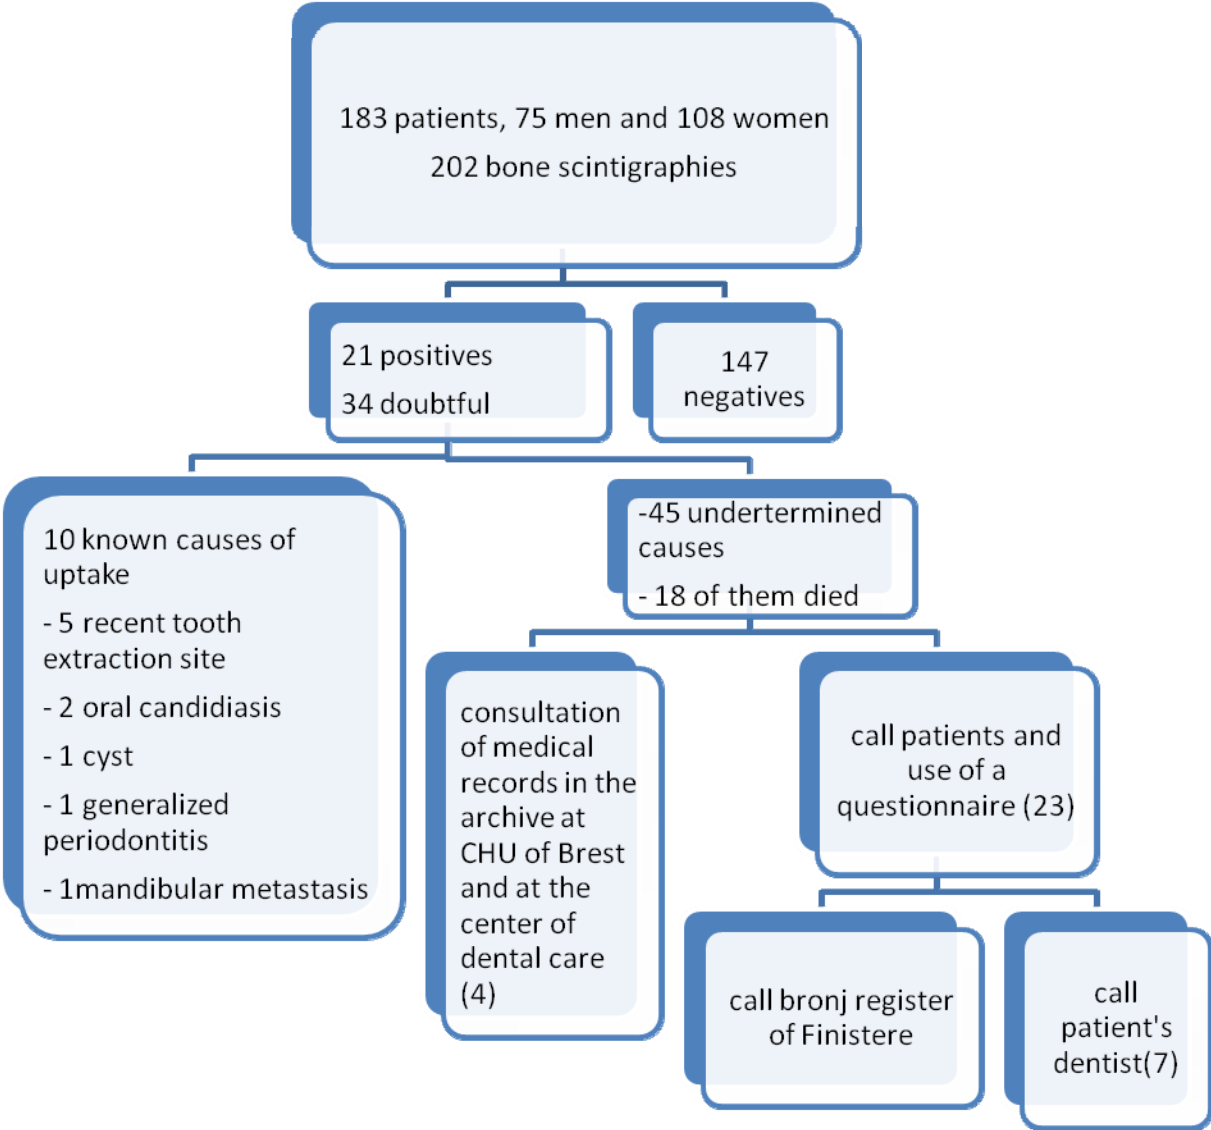 183 patients, 75 men and 108 women
202 bone scintigraphies
21 positives
34 doubtful
147
negatives
10 known causes of
uptake
- 5 recent tooth
extraction site
- 2 oral candidiasis
- 1 cyst
- 1 generalized
periodontitis
- 1mandibular metastasis
-45 undertermined
causes
- 18 of them died
consultation
of medical
records in the
archive at
CHU of Brest
and at the
center of
dental care
(4)
call patients and
use of a
questionnaire (23)
call bronj register
of Finistere
call
patient's
dentist(7)